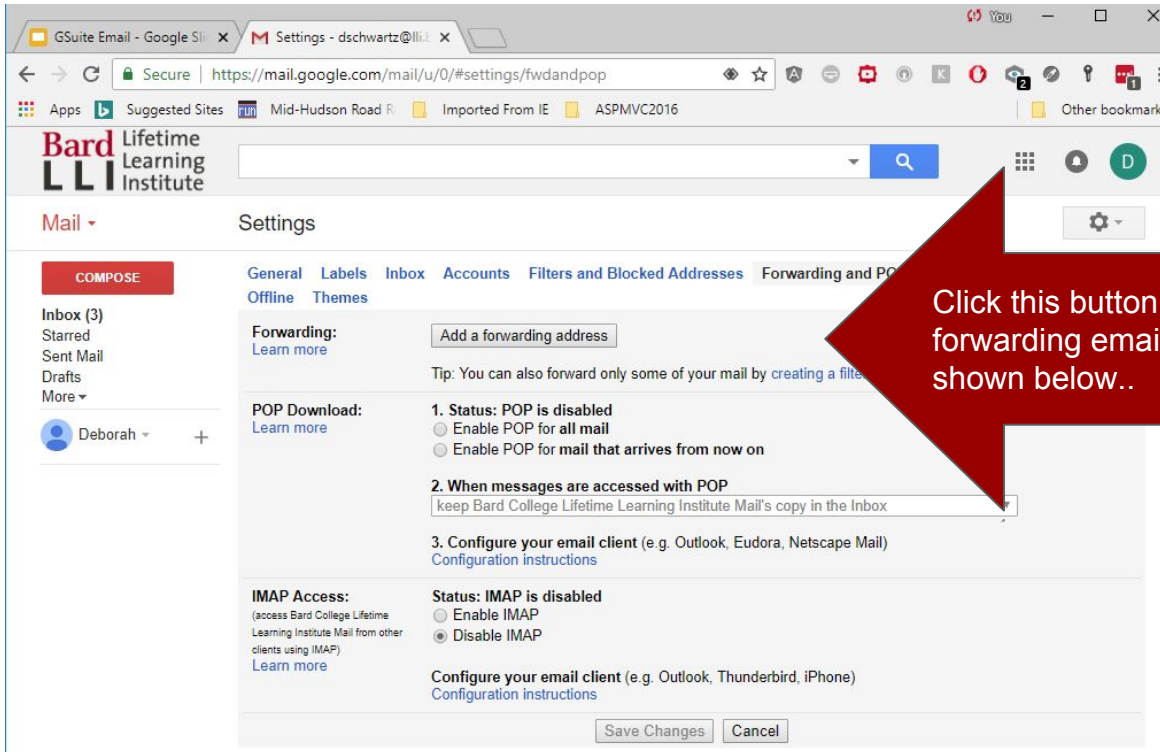 You
GSuite Email - Google Sli
Settings - dschwartz@lli.b
Secure
https://mail.google.com/mail/u/0/#settings/fwdandpop
K
2
1
Apps
Suggested Sites
run
Mid-Hudson Road R
Imported From IE
ASPMVC2016
Other bookmark
Bard LLI
Lifetime
Learning
Institute
D
Mail
Settings
COMPOSE
Inbox (3)
Starred
Sent Mail
Drafts
More
Deborah
+
General Labels Inbox Accounts Filters and Blocked Addresses Forwarding and PO
Offline Themes
Forwarding:
Learn more
Add a forwarding address
Tip: You can also forward only some of your mail by creating a filte
POP Download:
Learn more
1. Status: POP is disabled
Enable POP for all mail
Enable POP for mail that arrives from now on
2. When messages are accessed with POP
keep Bard College Lifetime Learning Institute Mail's copy in the Inbox
3. Configure your email client (e.g. Outlook, Eudora, Netscape Mail)
Configuration instructions
IMAP Access:
(access Bard College Lifetime
Learning Institute Mail from other
clients using IMAP)
Learn more
Status: IMAP is disabled
Enable IMAP
Disable IMAP
Configure your email client (e.g. Outlook, Thunderbird, iPhone)
Configuration instructions
Save Changes
Cancel
Click this button
forwarding emai
shown below..